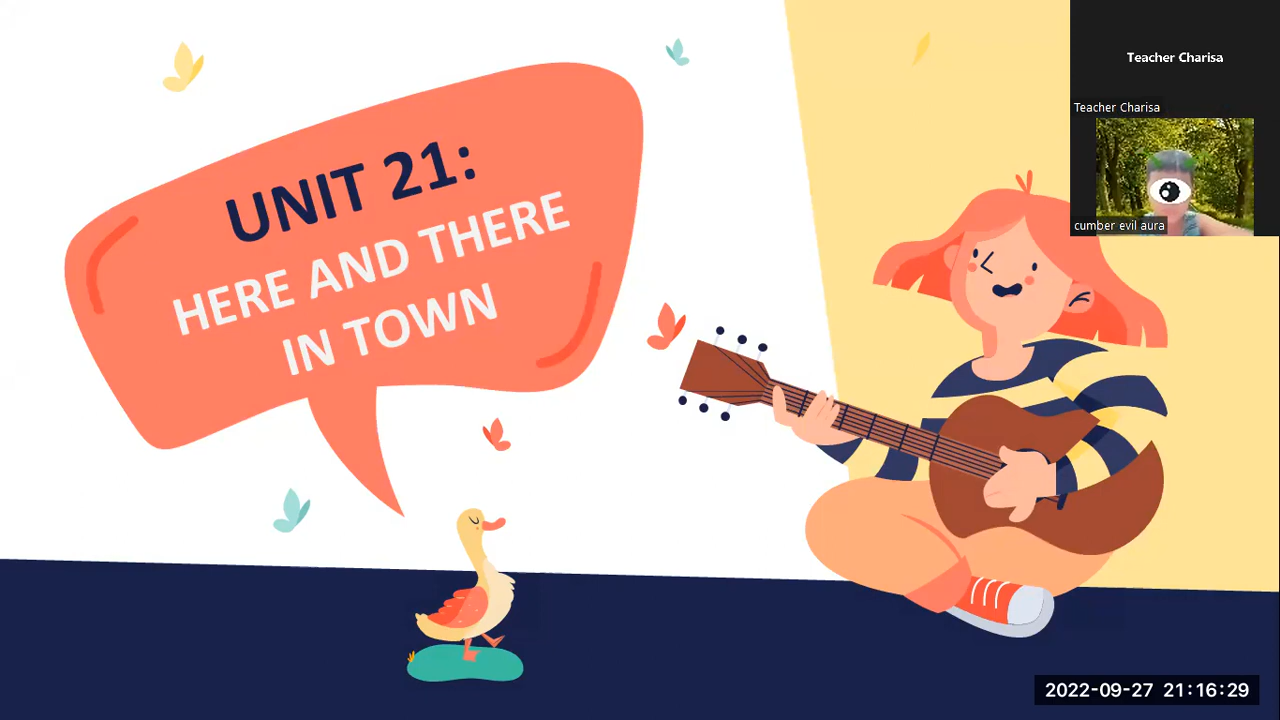 UNIT 21:
HERE AND THERE
IN TOWN
Teacher Charisa
Teacher Charisa
cumber evil aura
2022-09-27 21:16:29